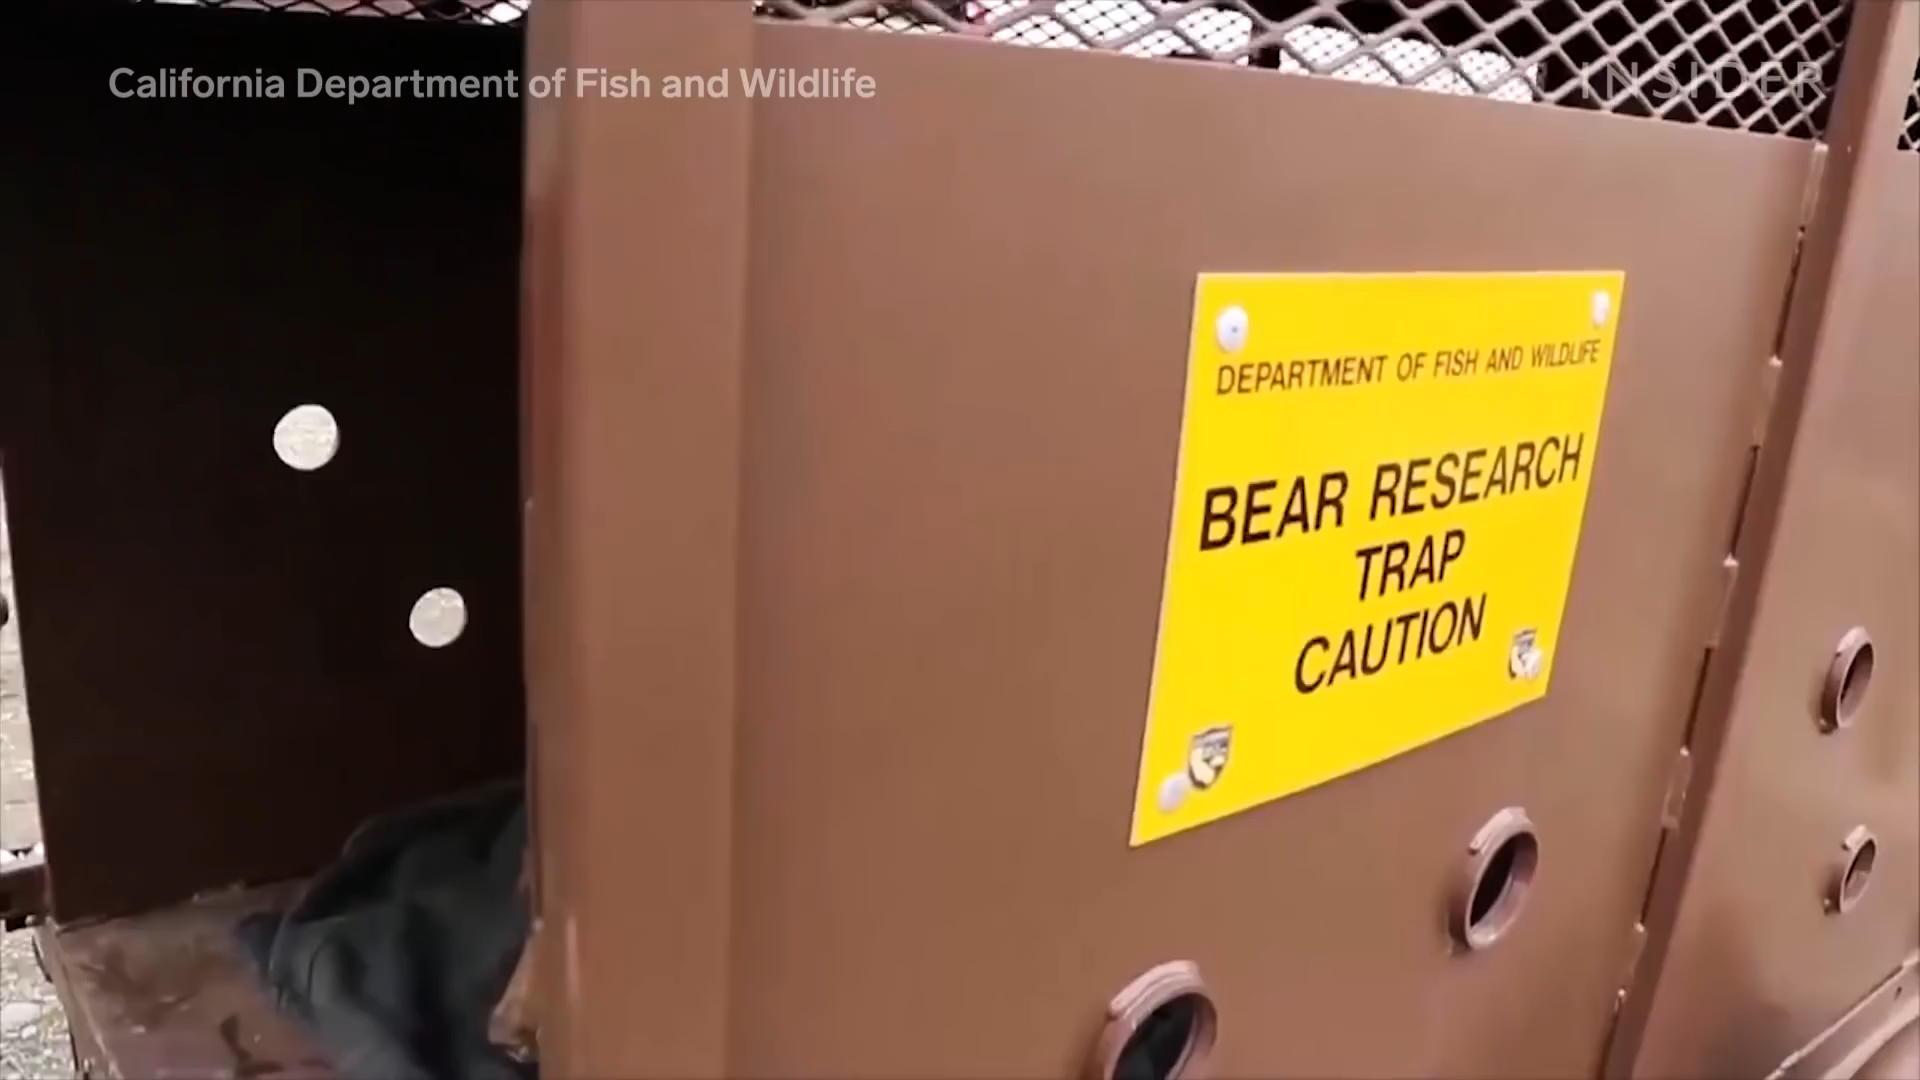 California Department of Fish and Wildlife
INSIDER
DEPARTMENT OF FISH AND WILDLIFE
BEAR RESEARCH
TRAP
CAUTION